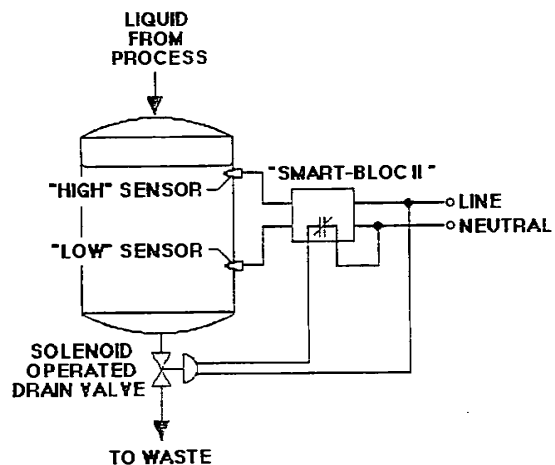 LIQUID
FROM
PROCESS
"HIGH" SENSOR
"SMART-BLOC II"
LINE
NEUTRAL
"LOW" SENSOR
SOLENOID
OPERATED
DRAIN VALVE
TO WASTE